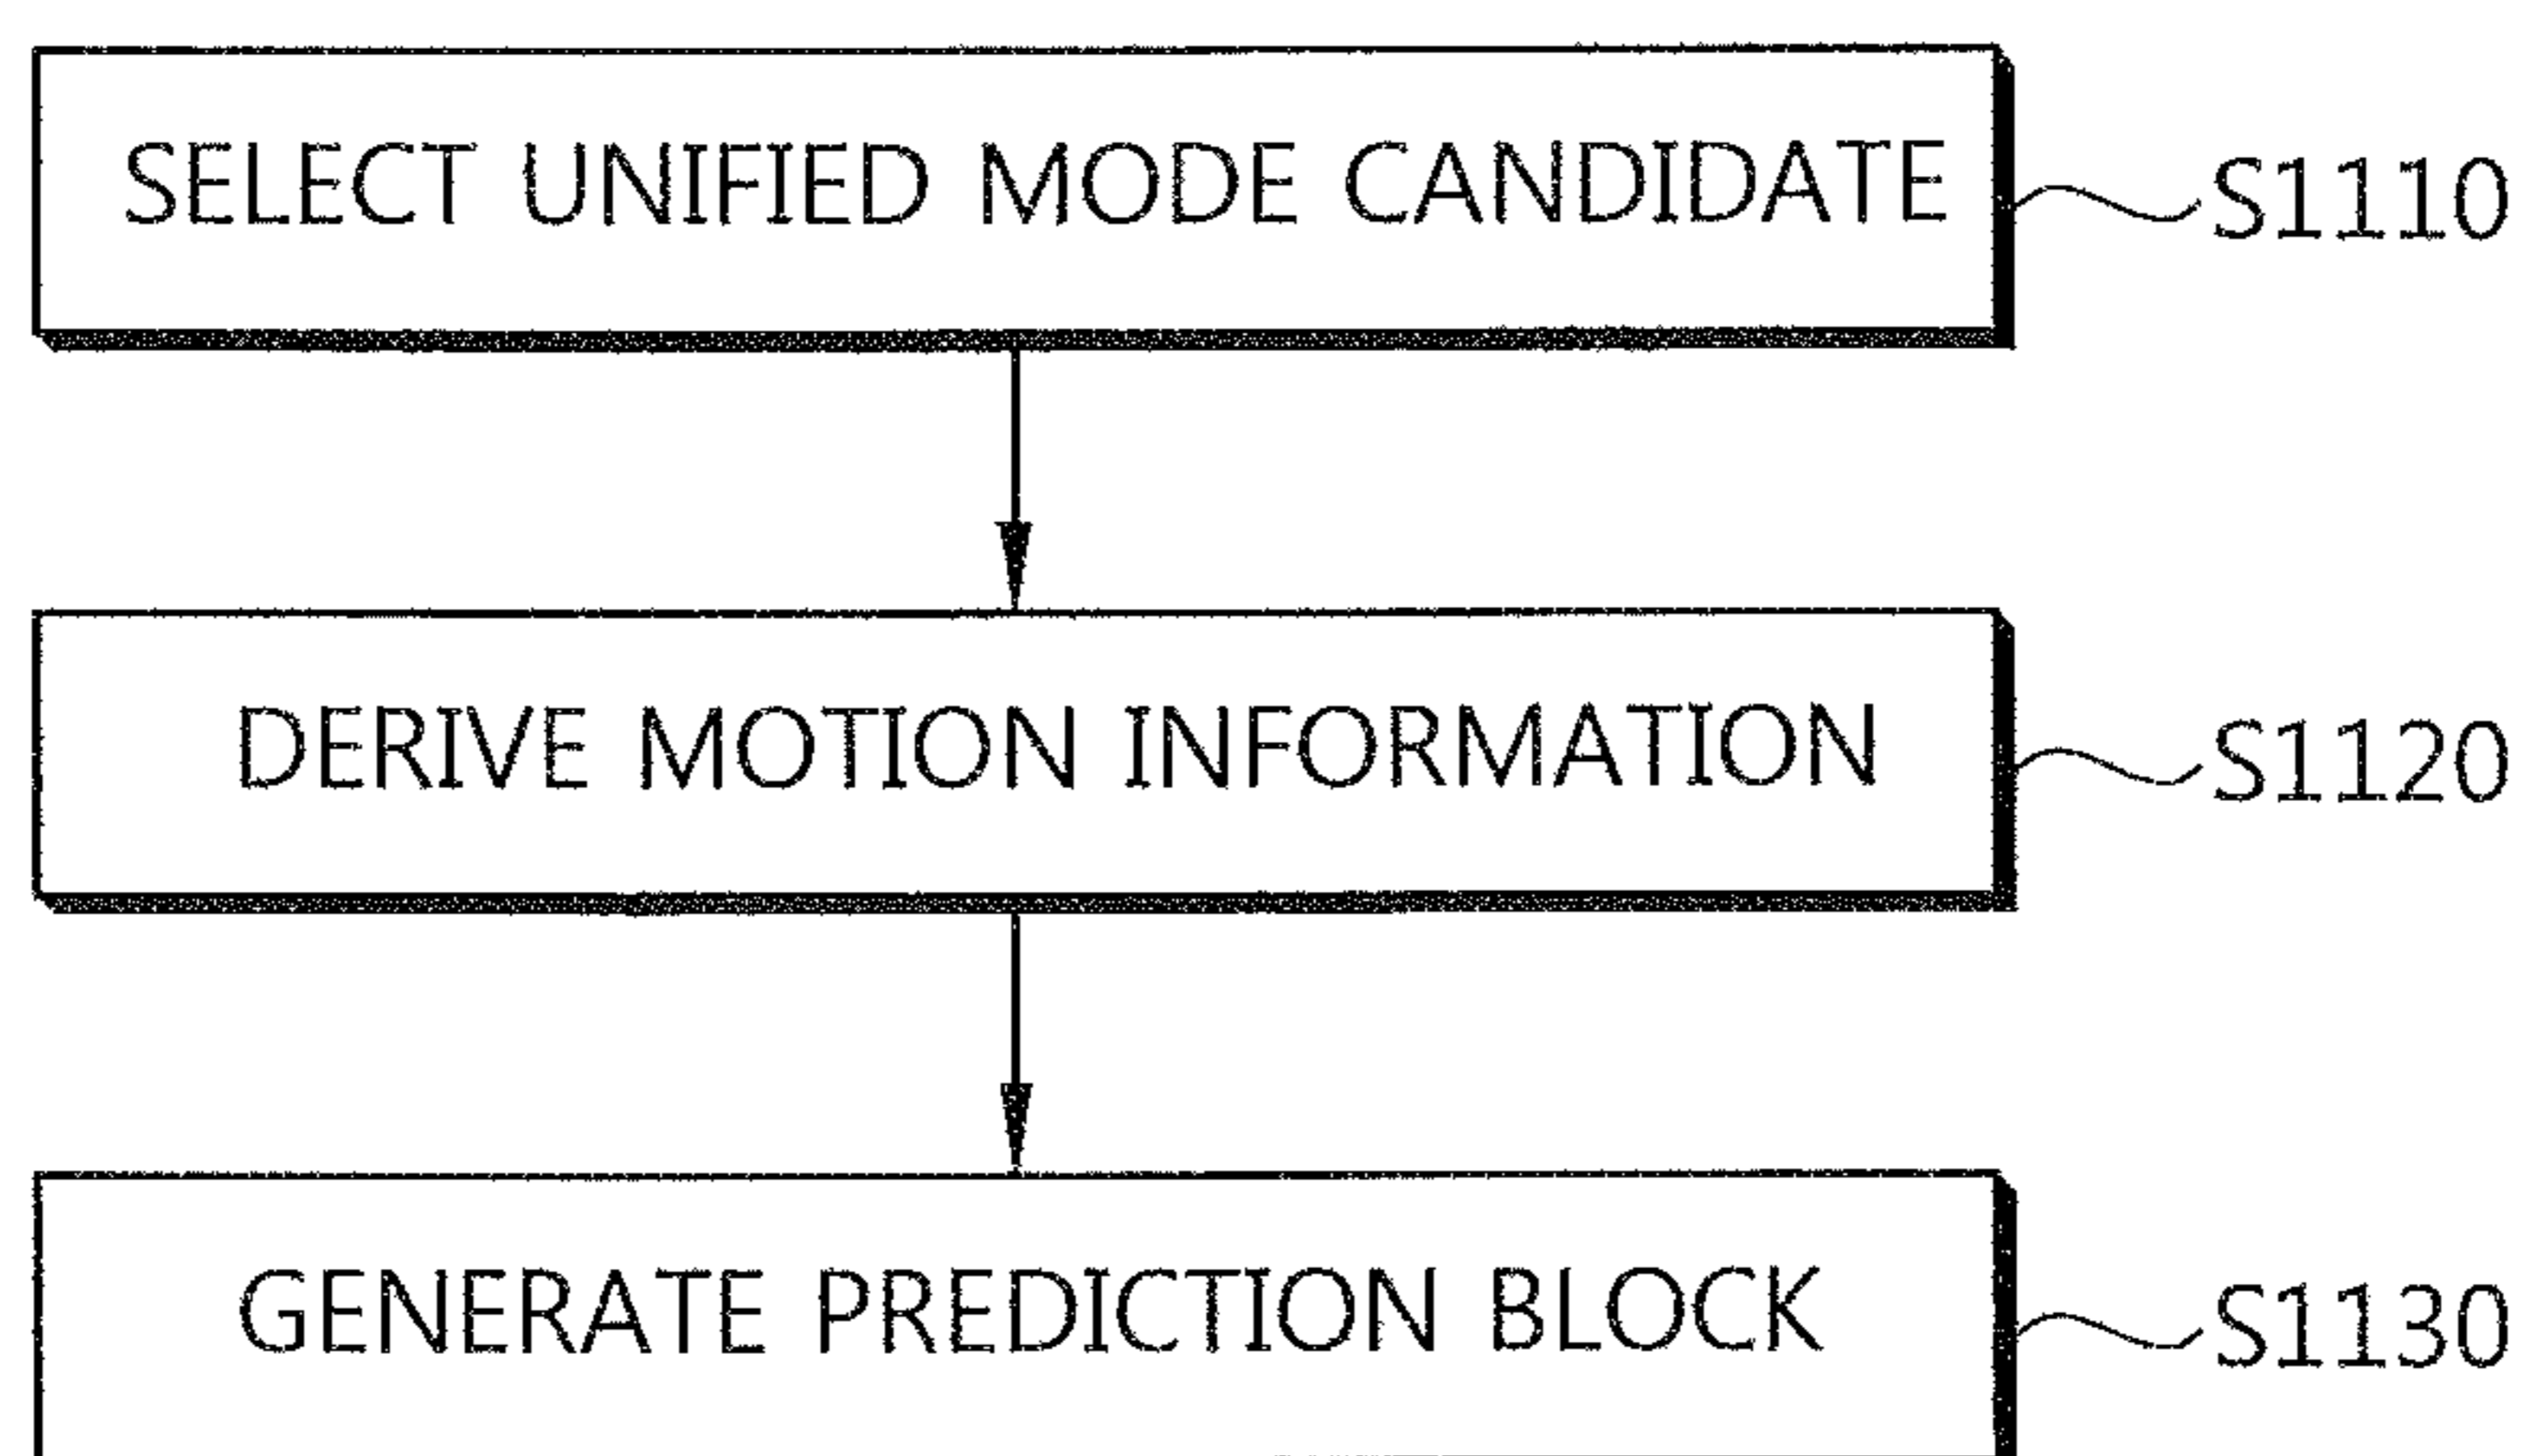 SELECT UNIFIED MODE CANDIDATE S1110
DERIVE MOTION INFORMATION S1120
GENERATE PREDICTION BLOCK S1130